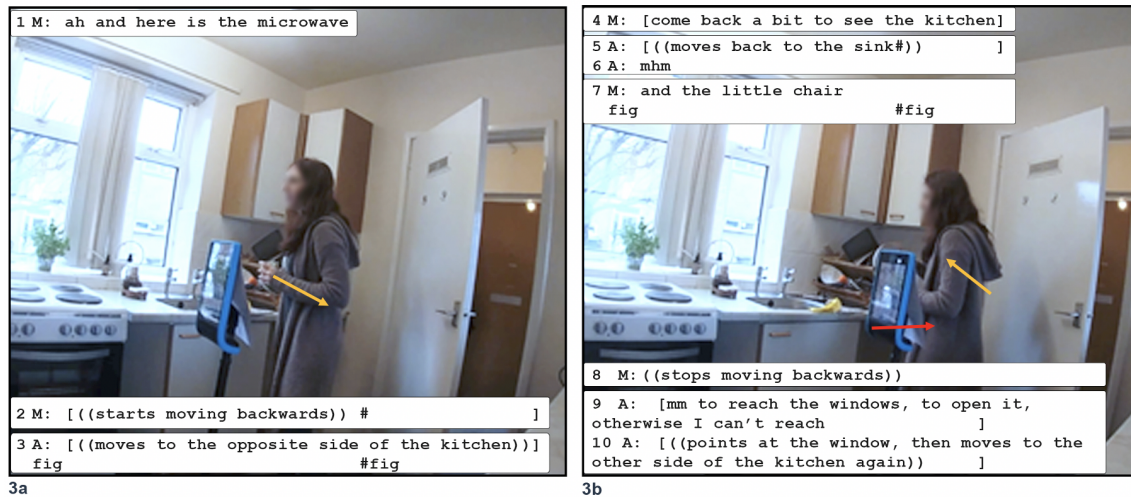 1 M: ah and here is the microwave
2 M: [((starts moving backwards)) # ]
3 A: [((moves to the opposite side of the kitchen))]
fig #fig
3a
4 M: [come back a bit to see the kitchen]
5 A: [((moves back to the sink#)) ]
6 A: mhm
7 M: and the little chair
fig #fig
8 M: ((stops moving backwards))
9 A: [mm to reach the windows, to open it,
otherwise I can't reach ]
10 A: [((points at the window, then moves to the
other side of the kitchen again)) ]
3b